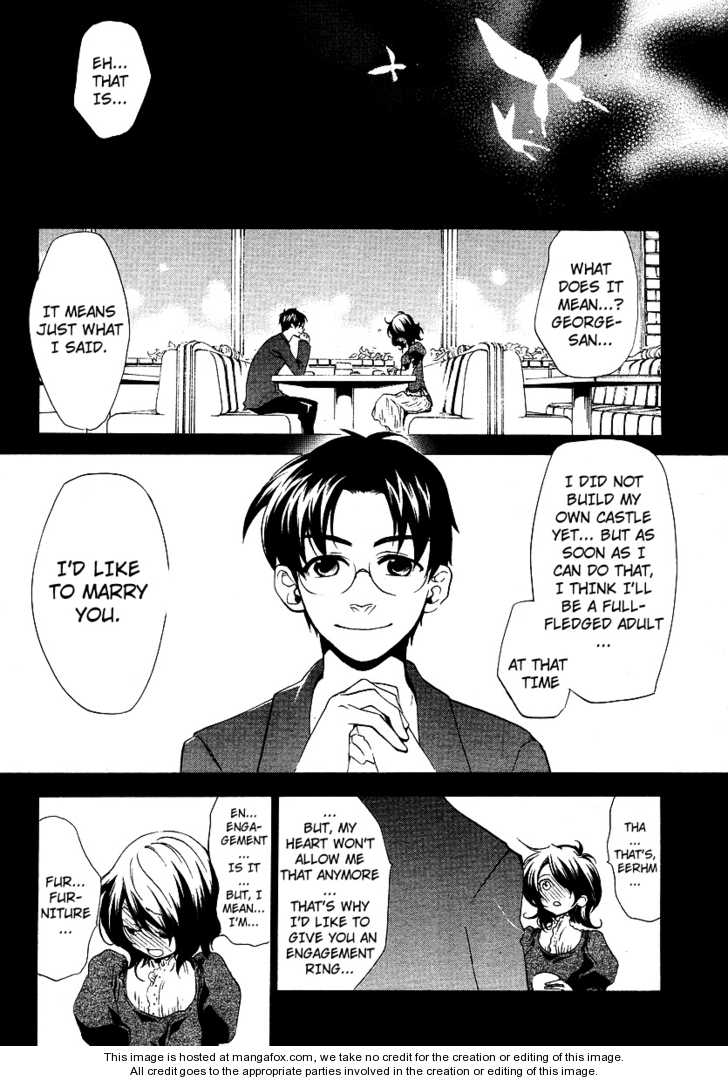 EH...
THAT
IS...
WHAT
DOES IT
MEAN...?
GEORGE-
SAN...
IT MEANS
JUST WHAT
I SAID.
I DID NOT
BUILD MY
OWN CASTLE
YET... BUT AS
SOON AS I
CAN DO THAT,
I THINK I'LL
BE A FULL-
FLEDGED ADULT
...
AT THAT
TIME
I'D LIKE
TO MARRY
YOU.
THA
...
THAT'S,
EERHM
...
...
BUT, MY
HEART WON'T
ALLOW ME
THAT ANYMORE
...
THAT'S WHY
I'D LIKE TO
GIVE YOU AN
ENGAGEMENT
RING...
EN...
ENGA-
GEMENT
...
IS IT
...
BUT, I
MEAN...
I'M...
FUR...
FUR-
NITURE
...
This image is hosted at mangafox.com, we take no credit for the creation or editing of this image.
All credit goes to the appropriate parties involved in the creation or editing of this image.